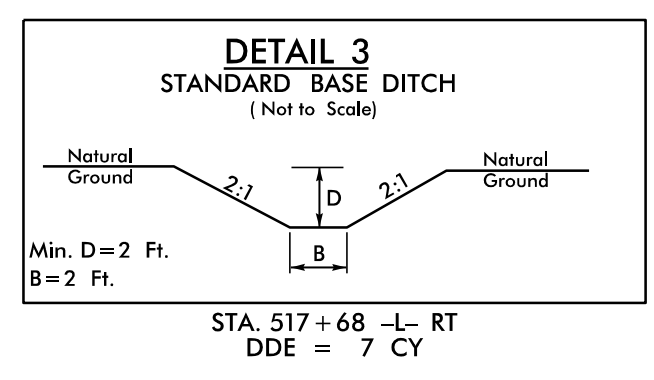 DETAIL 3
STANDARD BASE DITCH
( Not to Scale)
Natural
Ground
2:1
D
2:1
Natural
Ground
B
Min. D=2 Ft.
B=2 Ft.
STA. 517+68 -L- RT
DDE = 7 CY